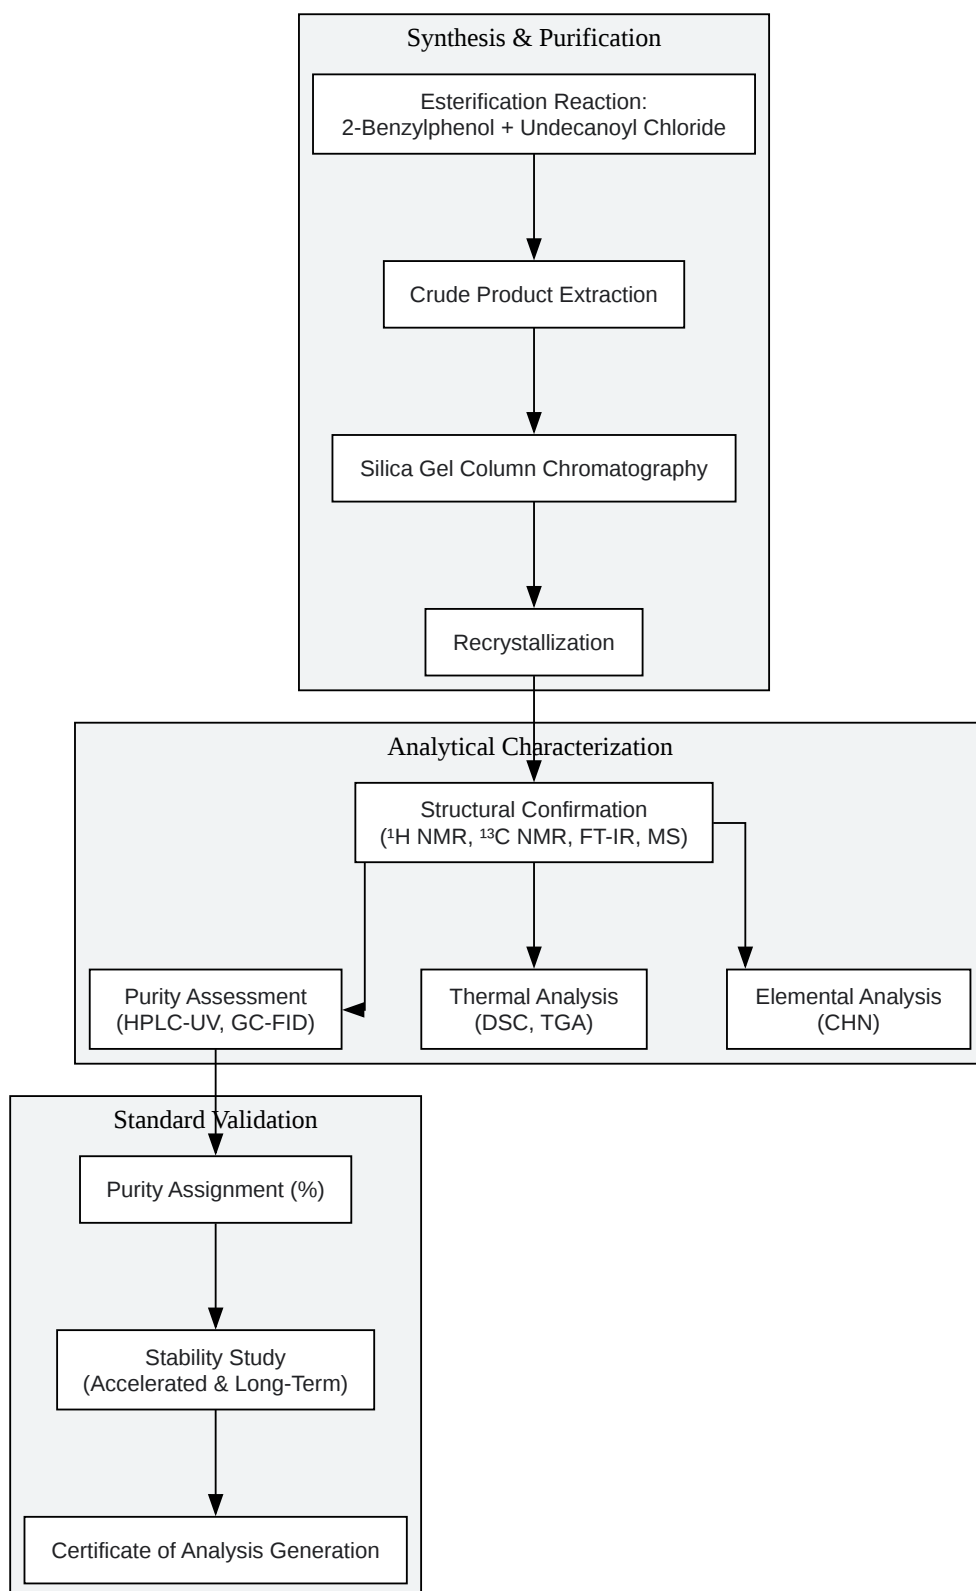 Synthesis & Purification
Esterification Reaction:
2-Benzylphenol + Undecanoyl Chloride
Crude Product Extraction
Silica Gel Column Chromatography
Recrystallization
Analytical Characterization
Structural Confirmation
(¹H NMR, ¹³C NMR, FT-IR, MS)
Purity Assessment
(HPLC-UV, GC-FID)
Thermal Analysis
(DSC, TGA)
Elemental Analysis
(CHN)
Standard Validation
Purity Assignment (%)
Stability Study
(Accelerated & Long-Term)
Certificate of Analysis Generation